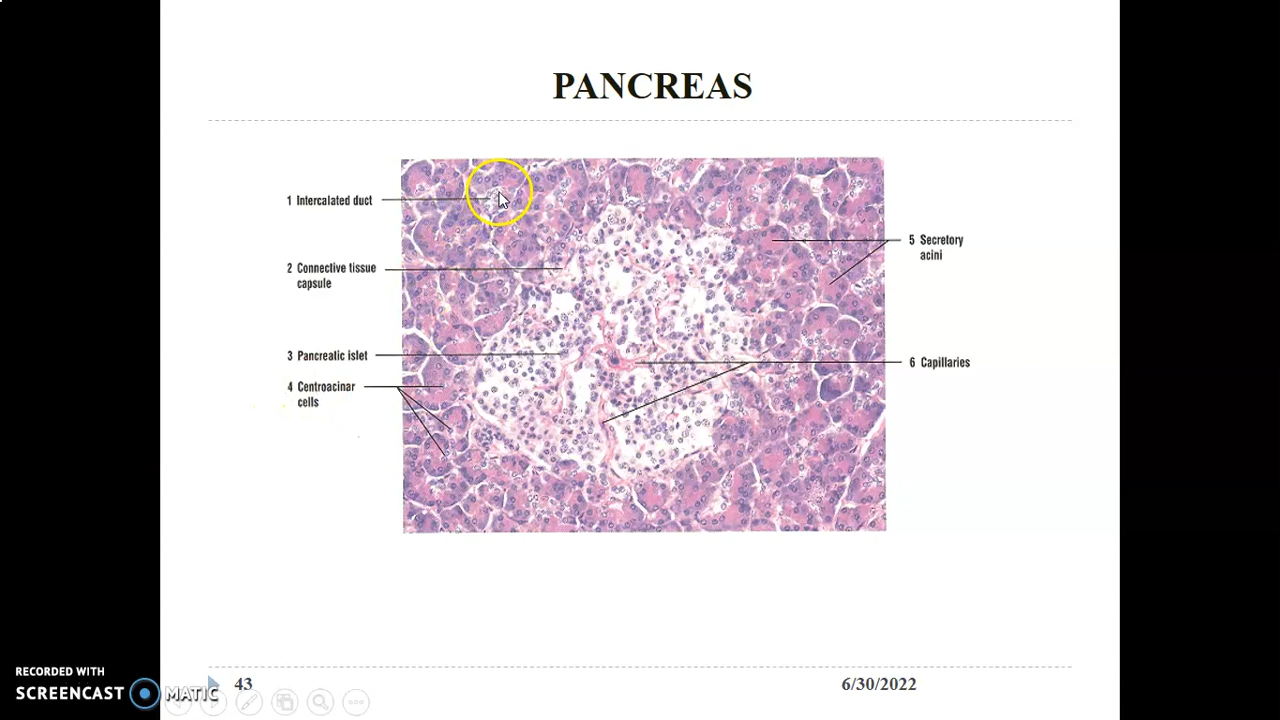 PANCREAS
1 Intercalated duct
2 Connective tissue
capsule
3 Pancreatic islet
4 Centroacinar
cells
5 Secretory
acini
6 Capillaries
RECORDED WITH
SCREENCAST MATIC
43
6/30/2022